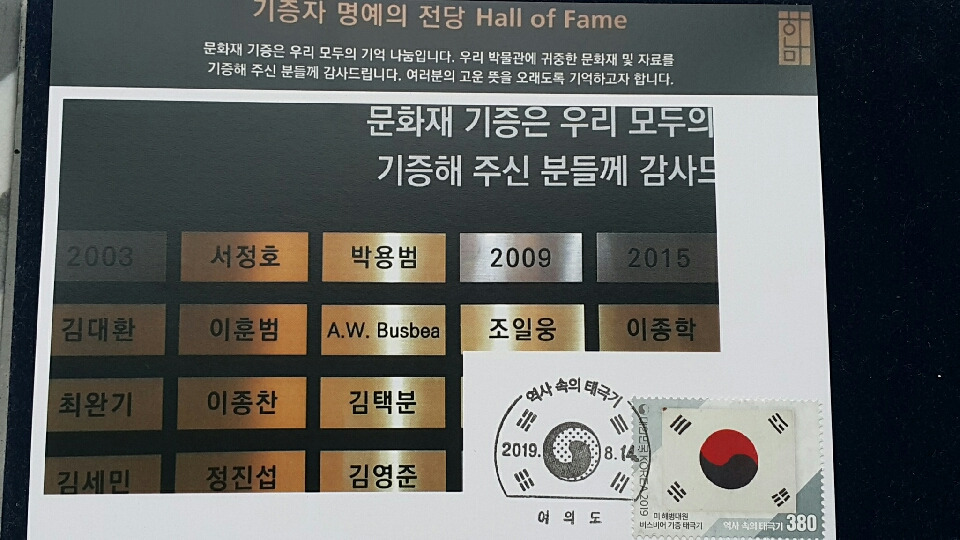 기증자 명예의 전당 Hall of Fame
문화재 기증은 우리 모두의 기억 나눔입니다. 우리 박물관에 귀중한 문화재 및 자료를
기증해 주신 분들께 감사드립니다. 여러분의 고운 뜻을 오래도록 기억하고자 합니다.
문화재 기증은 우리 모두의
기증해 주신 분들께 감사드
2003 서정호 박용범 2009 2015
김대환 이훈범 A.W. Busbea 조일웅 이종학
최완기 이종찬 김택분
김세민 정진섭 김영준
역사 속의 태극기
2019. 8.14
여의도
대한민국 KOREA 2019
미 해병대원
버스비어 기증 태극기
역사 속의 태극기 380